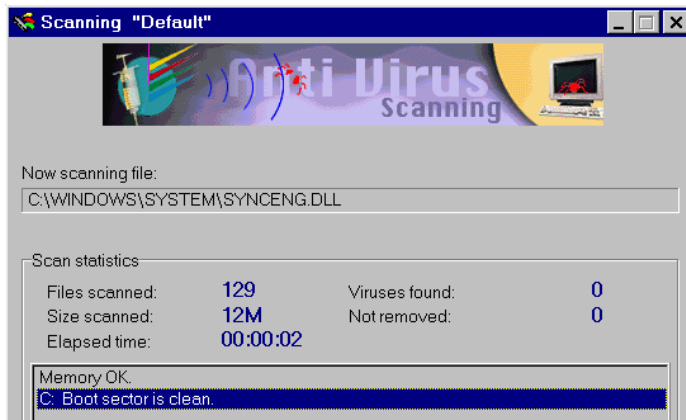 Scanning "Default"
Anti Virus
Scanning
Now scanning file:
C:\WINDOWS\SYSTEM\SYNCENG.DLL
Scan statistics
Files scanned: 129 Viruses found: 0
Size scanned: 12M Not removed: 0
Elapsed time: 00:00:02
Memory OK.
C: Boot sector is clean.